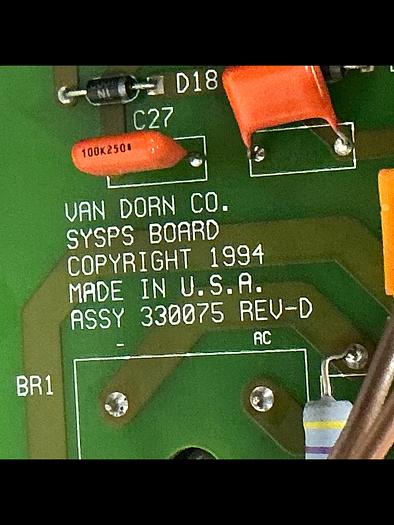 D18
C27
100K250
VAN DORN CO.
SYSPS BOARD
COPYRIGHT 1994
MADE IN U.S.A.
ASSY 330075 REV-D
- AC
BR1